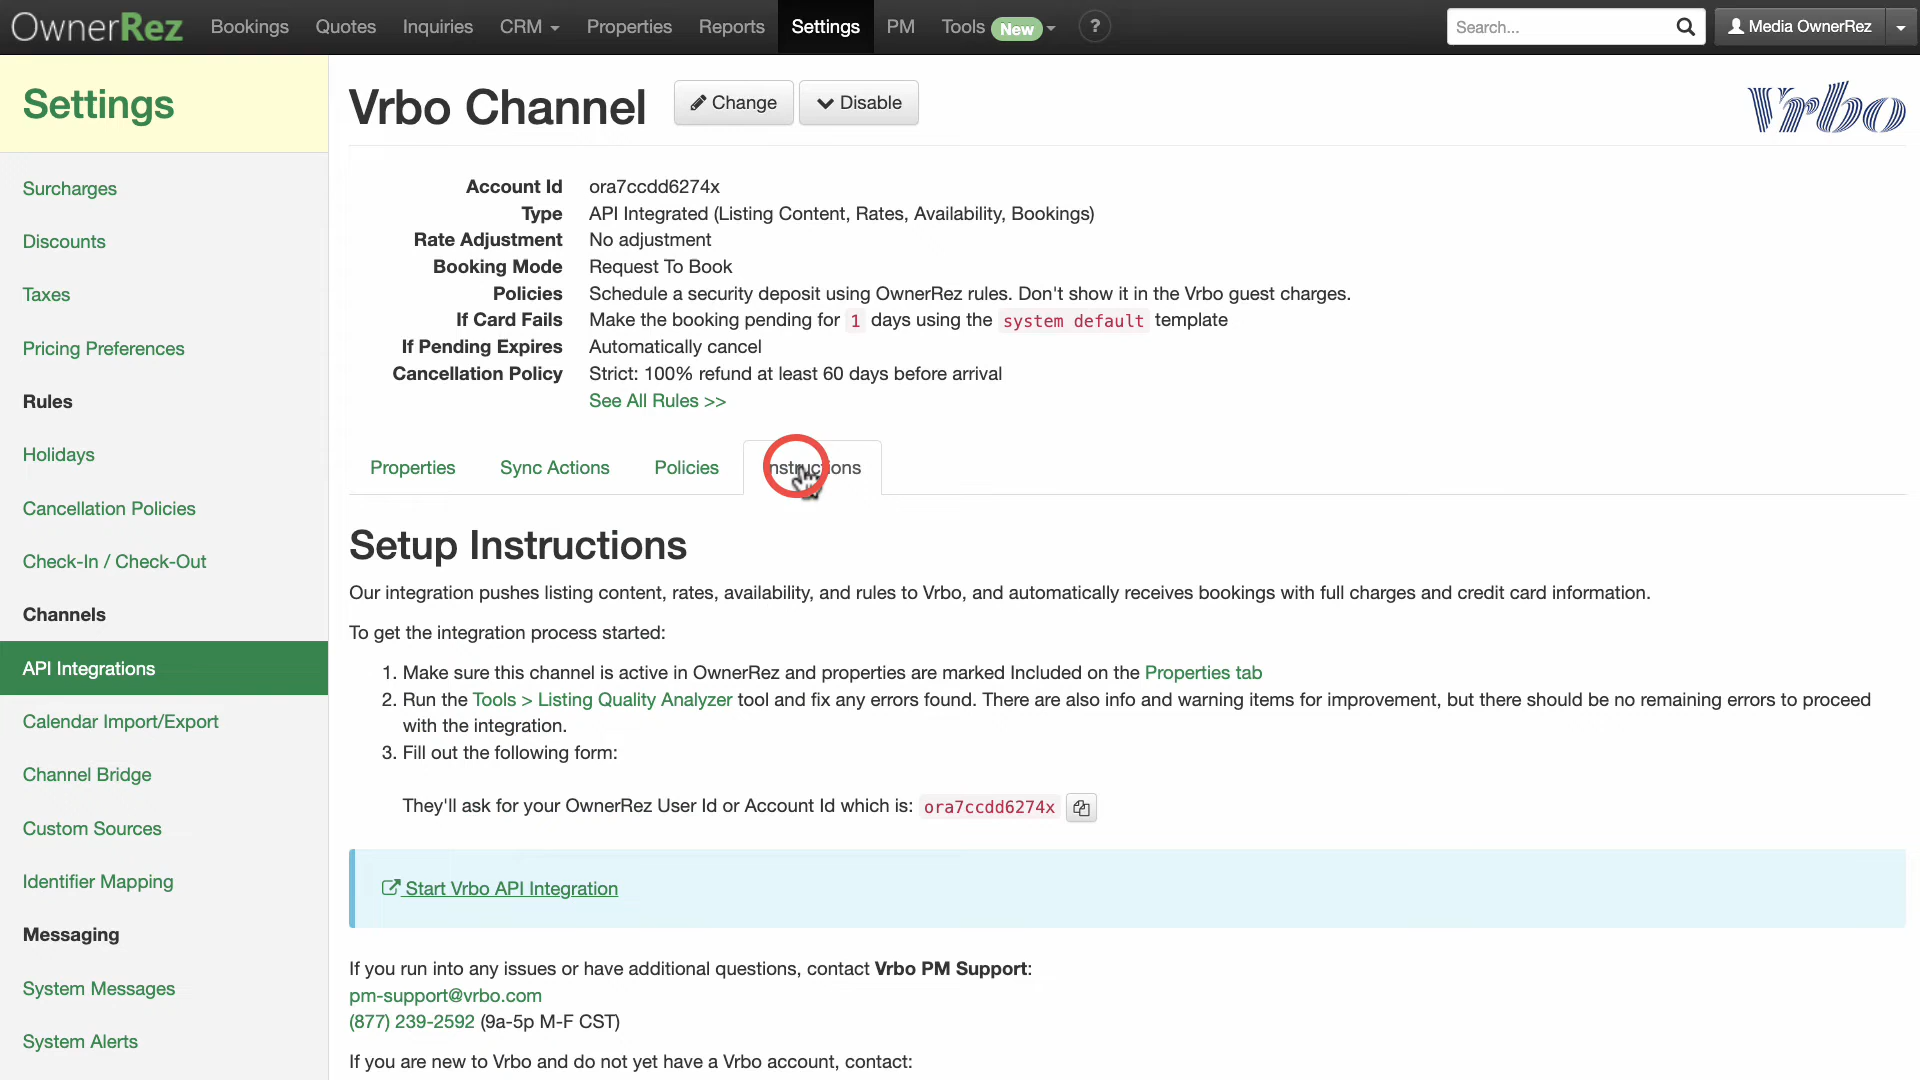 OwnerRez Bookings Quotes Inquiries CRM Properties Reports Settings PM Tools New ? Search... Media OwnerRez
Settings
Surcharges
Discounts
Taxes
Pricing Preferences
Rules
Holidays
Cancellation Policies
Check-In / Check-Out
Channels
API Integrations
Calendar Import/Export
Channel Bridge
Custom Sources
Identifier Mapping
Messaging
System Messages
System Alerts
Vrbo Channel Change Disable Vrbo
Account Id ora7ccdd6274x
Type API Integrated (Listing Content, Rates, Availability, Bookings)
Rate Adjustment No adjustment
Booking Mode Request To Book
Policies Schedule a security deposit using OwnerRez rules. Don't show it in the Vrbo guest charges.
If Card Fails Make the booking pending for 1 days using the system default template
If Pending Expires Automatically cancel
Cancellation Policy Strict: 100% refund at least 60 days before arrival
See All Rules >>
Properties Sync Actions Policies Instructions
Setup Instructions
Our integration pushes listing content, rates, availability, and rules to Vrbo, and automatically receives bookings with full charges and credit card information.
To get the integration process started:
1. Make sure this channel is active in OwnerRez and properties are marked Included on the Properties tab
2. Run the Tools > Listing Quality Analyzer tool and fix any errors found. There are also info and warning items for improvement, but there should be no remaining errors to proceed
with the integration.
3. Fill out the following form:
They'll ask for your OwnerRez User Id or Account Id which is: ora7ccdd6274x
Start Vrbo API Integration
If you run into any issues or have additional questions, contact Vrbo PM Support:
pm-support@vrbo.com
(877) 239-2592 (9a-5p M-F CST)
If you are new to Vrbo and do not yet have a Vrbo account, contact: